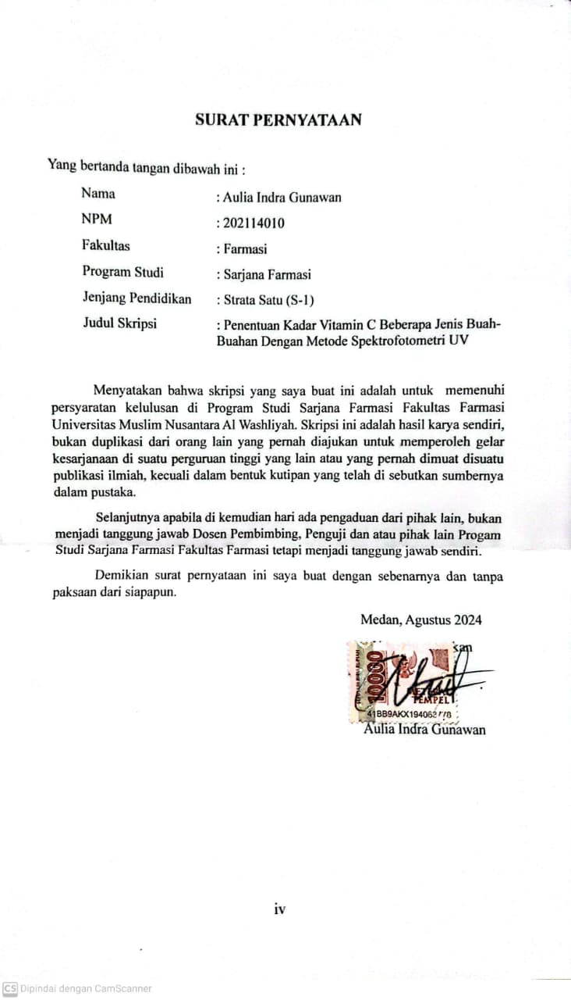 SURAT PERNYATAAN
Yang bertanda tangan dibawah ini :
Nama : Aulia Indra Gunawan
NPM : 202114010
Fakultas : Farmasi
Program Studi : Sarjana Farmasi
Jenjang Pendidikan : Strata Satu (S-1)
Judul Skripsi : Penentuan Kadar Vitamin C Beberapa Jenis Buah-
Buahan Dengan Metode Spektrofotometri UV
Menyatakan bahwa skripsi yang saya buat ini adalah untuk memenuhi
persyaratan kelulusan di Program Studi Sarjana Farmasi Fakultas Farmasi
Universitas Muslim Nusantara Al Washliyah. Skripsi ini adalah hasil karya sendiri,
bukan duplikasi dari orang lain yang pernah diajukan untuk memperoleh gelar
kesarjanaan di suatu perguruan tinggi yang lain atau yang pernah dimuat disuatu
publikasi ilmiah, kecuali dalam bentuk kutipan yang telah di sebutkan sumbernya
dalam pustaka.
Selanjutnya apabila di kemudian hari ada pengaduan dari pihak lain, bukan
menjadi tanggung jawab Dosen Pembimbing, Penguji dan atau pihak lain Progam
Studi Sarjana Farmasi Fakultas Farmasi tetapi menjadi tanggung jawab sendiri.
Demikian surat pernyataan ini saya buat dengan sebenarnya dan tanpa
paksaan dari siapapun.
Medan, Agustus 2024
kan
10000
TEMPEL
Aulia Indra Gunawan
iv
CS Dipindai dengan CamScanner